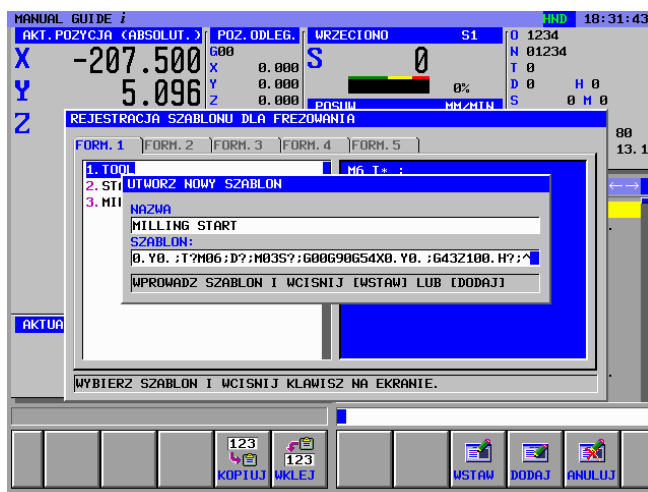 MANUAL GUIDE i HND 18:31:43
AKT.POZYCJA (ABSOLUT.) POZ.ODLEG. WRZECIONO S1 O 1234
X -207.500 G00 S 0 N 01234
X 0.000 T 0
Y 5.096 Y 0.000 0% D 0 H 0
Z 0.000 POSUW MM/MIN S 0 M 0
Z REJESTRACJA SZABLONU DLA FREZOWANIA
80
FORM. 1 FORM. 2 FORM. 3 FORM. 4 FORM. 5 13.1
1. TOOL M6 T* ;
UTWORZ NOWY SZABLON
2. ST
3. MI
NAZWA
MILLING START
SZABLON:
0.Y0.;T?M06;D?;M03S?;G00G90G54X0.Y0.;G43Z100.H?;^
WPROWADZ SZABLON I WCISNIJ [WSTAW] LUB [DODAJ]
AKTUA
WYBIERZ SZABLON I WCISNIJ KLAWISZ NA EKRANIE.
123
123
KOPIUJ WKLEJ WSTAW DODAJ ANULUJ